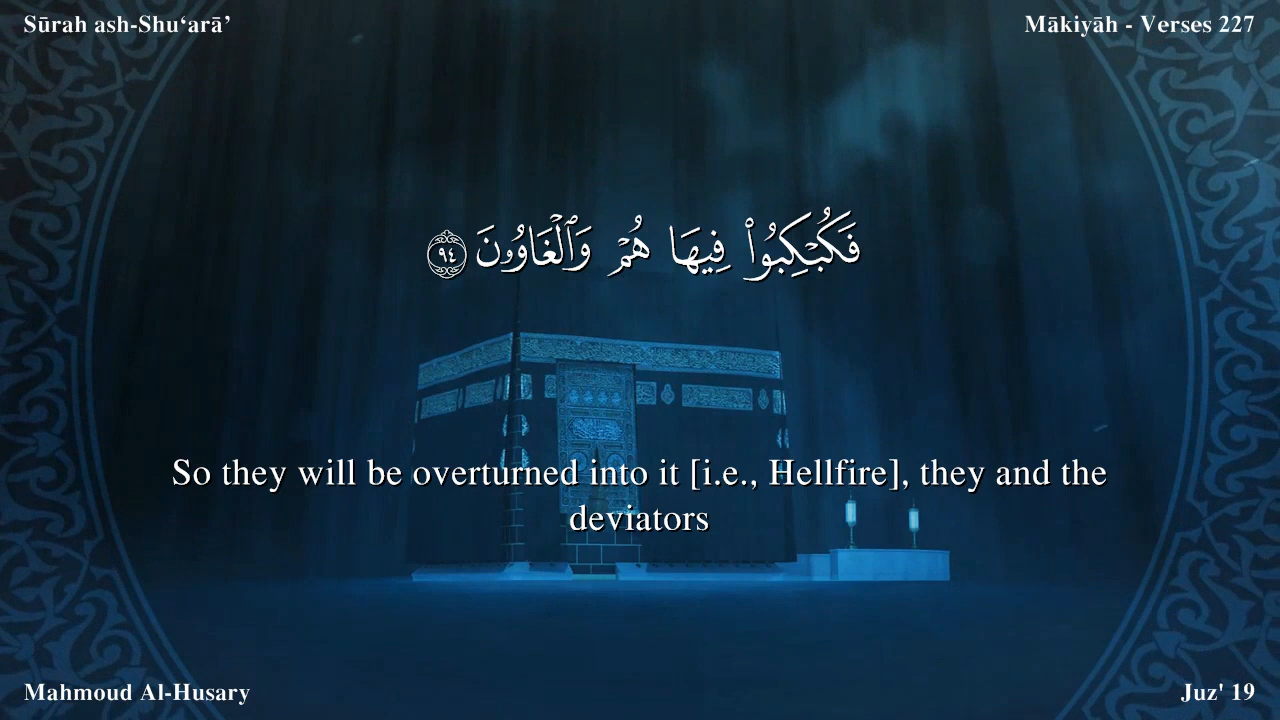 Sūrah ash-Shu‘arā’
Mākiyāh - Verses 227
فَكُبْكِبُوا۟ فِيهَا هُمْ وَٱلْغَاوُۥنَ ٩٤
So they will be overturned into it [i.e., Hellfire], they and the
deviators
Mahmoud Al-Husary
Juz' 19